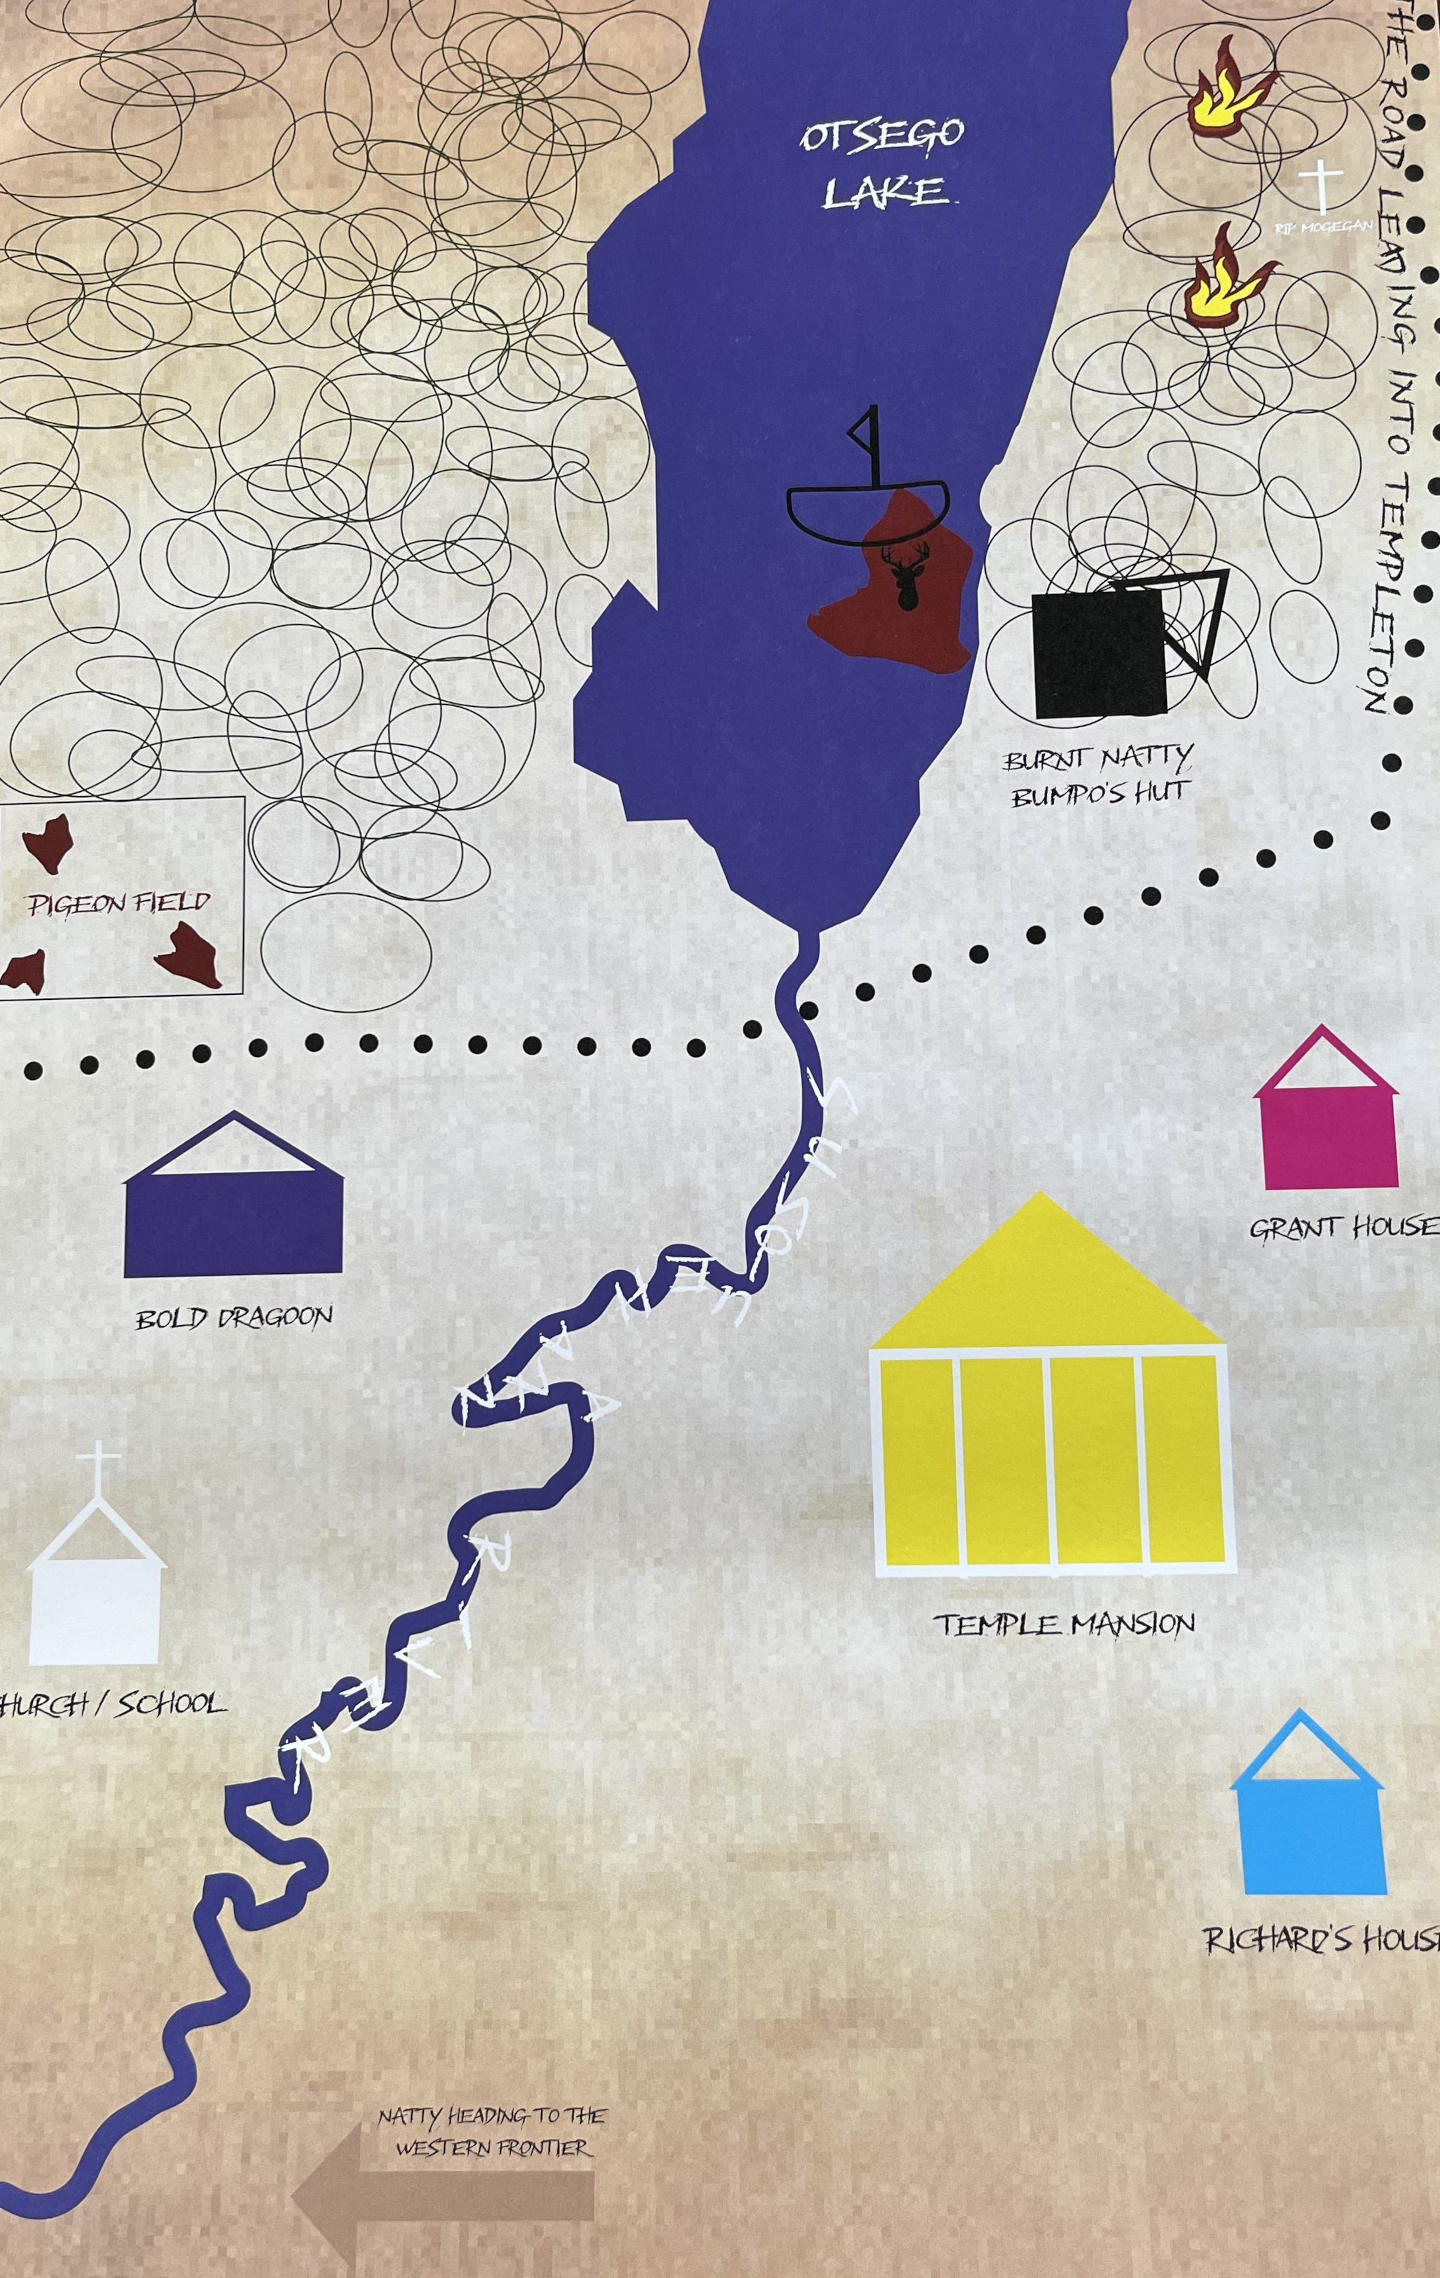 OTSEGO
LAKE
THE ROAD LEADING INTO TEMPLETON
RIP MOGEGAN
BURNT NATTY
BUMPO'S HUT
PIGEON FIELD
SUSQUEHANNA RIVER
GRANT HOUSE
BOLD DRAGOON
TEMPLE MANSION
HURCH / SCHOOL
RICHARD'S HOUSE
NATTY HEADING TO THE
WESTERN FRONTIER